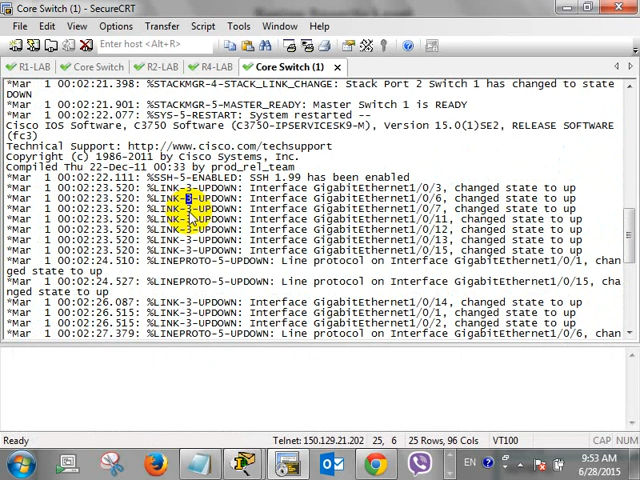 Core Switch (1) - SecureCRT
File Edit View Options Transfer Script Tools Window Help
Enter host <Alt+R>
R1-LAB Core Switch R2-LAB R4-LAB Core Switch (1)
*Mar 1 00:02:21.398: %STACKMGR-4-STACK_LINK_CHANGE: Stack Port 2 Switch 1 has changed to state
DOWN
*Mar 1 00:02:21.901: %STACKMGR-5-MASTER_READY: Master Switch 1 is READY
*Mar 1 00:02:22.077: %SYS-5-RESTART: System restarted --
Cisco IOS Software, C3750 Software (C3750-IPSERVICESK9-M), Version 15.0(1)SE2, RELEASE SOFTWARE
(fc3)
Technical Support: http://www.cisco.com/techsupport
Copyright (c) 1986-2011 by Cisco Systems, Inc.
Compiled Thu 22-Dec-11 00:33 by prod_rel_team
*Mar 1 00:02:22.111: %SSH-5-ENABLED: SSH 1.99 has been enabled
*Mar 1 00:02:23.520: %LINK-3-UPDOWN: Interface GigabitEthernet1/0/3, changed state to up
*Mar 1 00:02:23.520: %LINK-3-UPDOWN: Interface GigabitEthernet1/0/6, changed state to up
*Mar 1 00:02:23.520: %LINK-3-UPDOWN: Interface GigabitEthernet1/0/7, changed state to up
*Mar 1 00:02:23.520: %LINK-3-UPDOWN: Interface GigabitEthernet1/0/11, changed state to up
*Mar 1 00:02:23.520: %LINK-3-UPDOWN: Interface GigabitEthernet1/0/12, changed state to up
*Mar 1 00:02:23.520: %LINK-3-UPDOWN: Interface GigabitEthernet1/0/13, changed state to up
*Mar 1 00:02:23.520: %LINK-3-UPDOWN: Interface GigabitEthernet1/0/15, changed state to up
*Mar 1 00:02:24.510: %LINEPROTO-5-UPDOWN: Line protocol on Interface GigabitEthernet1/0/1, chan
ged state to up
*Mar 1 00:02:24.527: %LINEPROTO-5-UPDOWN: Line protocol on Interface GigabitEthernet1/0/15, cha
nged state to up
*Mar 1 00:02:26.087: %LINK-3-UPDOWN: Interface GigabitEthernet1/0/14, changed state to up
*Mar 1 00:02:26.515: %LINK-3-UPDOWN: Interface GigabitEthernet1/0/1, changed state to up
*Mar 1 00:02:26.515: %LINK-3-UPDOWN: Interface GigabitEthernet1/0/2, changed state to up
*Mar 1 00:02:27.379: %LINEPROTO-5-UPDOWN: Line protocol on Interface GigabitEthernet1/0/6, chan
Ready Telnet: 150.129.21.202 25, 6 25 Rows, 96 Cols VT100 CAP NUM
EN 9:53 AM
6/28/2015